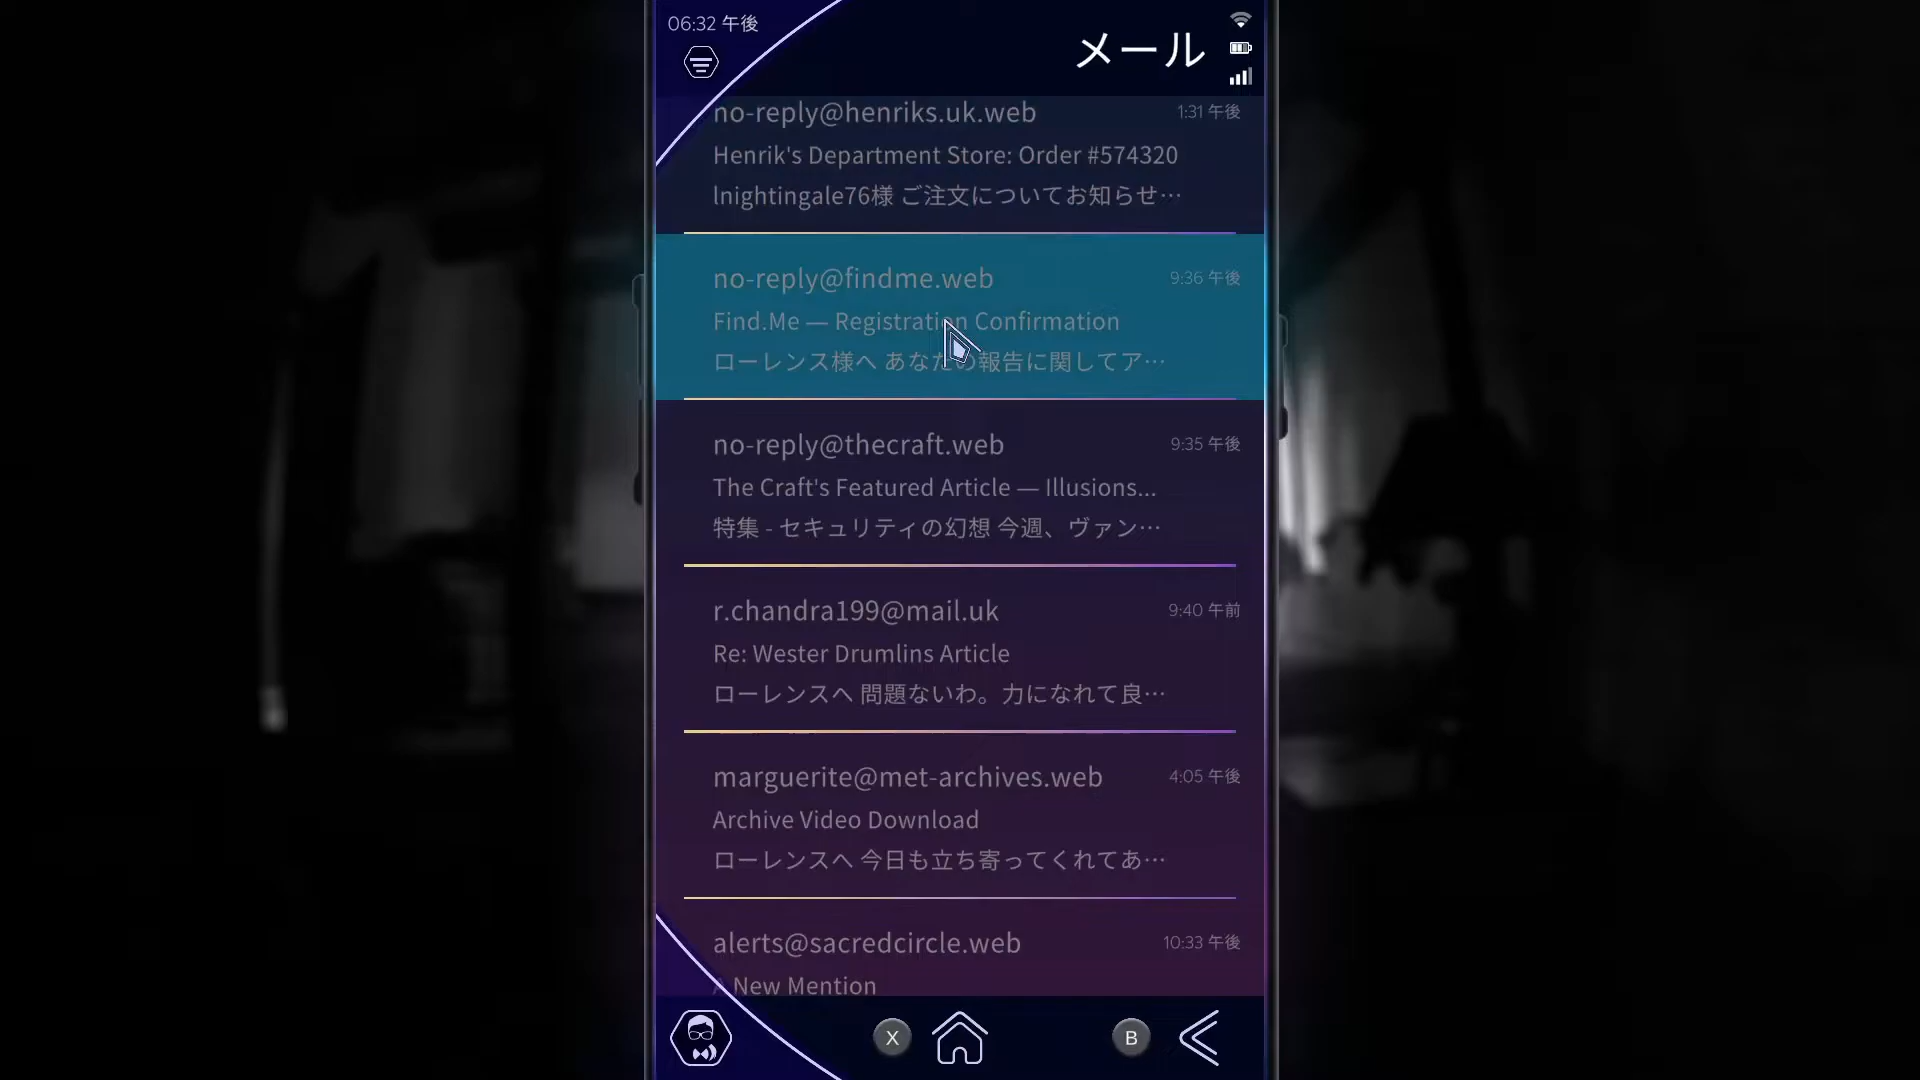 06:32 午後
メール
no-reply@henriks.uk.web 1:31 午後
Henrik's Department Store: Order #574320
lnightingale76様 ご注文についてお知らせ…
no-reply@findme.web 9:36 午後
Find.Me — Registration Confirmation
ローレンス様へ あなたの報告に関してア…
no-reply@thecraft.web 9:35 午後
The Craft's Featured Article — Illusions...
特集 - セキュリティの幻想 今週、ヴァン…
r.chandra199@mail.uk 9:40 午前
Re: Wester Drumlins Article
ローレンスへ 問題ないわ。力になれて良…
marguerite@met-archives.web 4:05 午後
Archive Video Download
ローレンスへ 今日も立ち寄ってくれてあ…
alerts@sacredcircle.web 10:33 午後
A New Mention
X
B